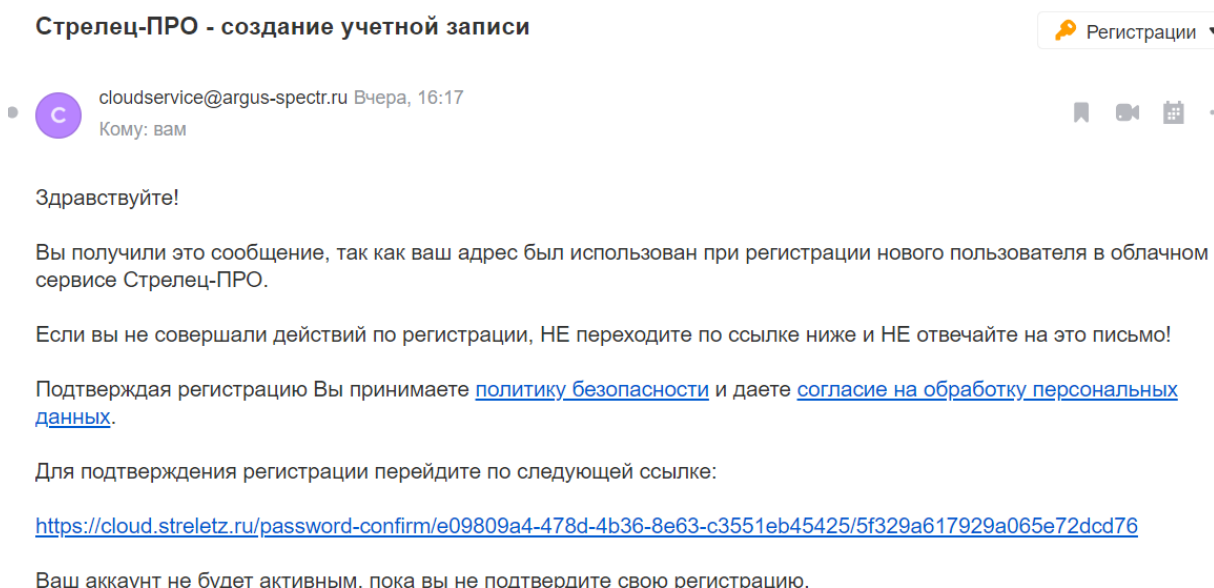 Стрелец-ПРО - создание учетной записи
Регистрации
С
cloudservice@argus-spectr.ru Вчера, 16:17
Кому: вам
Здравствуйте!
Вы получили это сообщение, так как ваш адрес был использован при регистрации нового пользователя в облачном
сервисе Стрелец-ПРО.
Если вы не совершали действий по регистрации, НЕ переходите по ссылке ниже и НЕ отвечайте на это письмо!
Подтверждая регистрацию Вы принимаете политику безопасности и даете согласие на обработку персональных
данных.
Для подтверждения регистрации перейдите по следующей ссылке:
https://cloud.streletz.ru/password-confirm/e09809a4-478d-4b36-8e63-c3551eb45425/5f329a617929a065e72dcd76
Ваш аккаунт не будет активным, пока вы не подтвердите свою регистрацию.